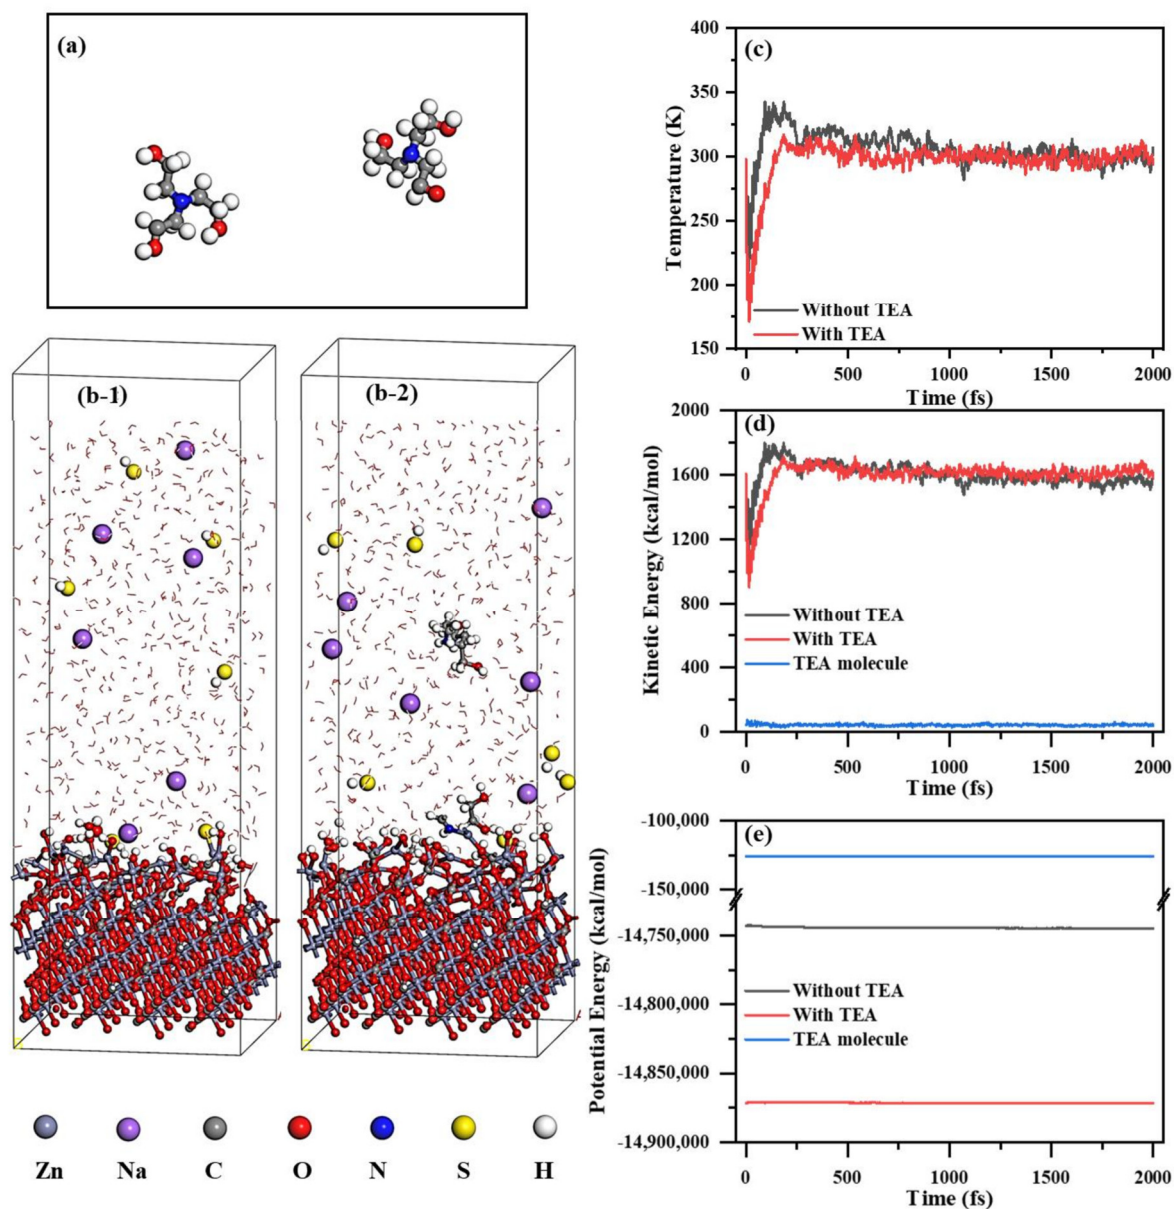 (a)
(b-1)
(b-2)
Zn Na C O N S H
(c)
Temperature (K)
400
350
300
250
200
150
Without TEA
With TEA
0 500 1000 1500 2000
Time (fs)
(d)
Kinetic Energy (kcal/mol)
2000
1600
1200
800
400
0
Without TEA
With TEA
TEA molecule
0 500 1000 1500 2000
Time (fs)
(e)
Potential Energy (kcal/mol)
-100,000
-150,000
-14,750,000
-14,800,000
-14,850,000
-14,900,000
Without TEA
With TEA
TEA molecule
0 500 1000 1500 2000
Time (fs)